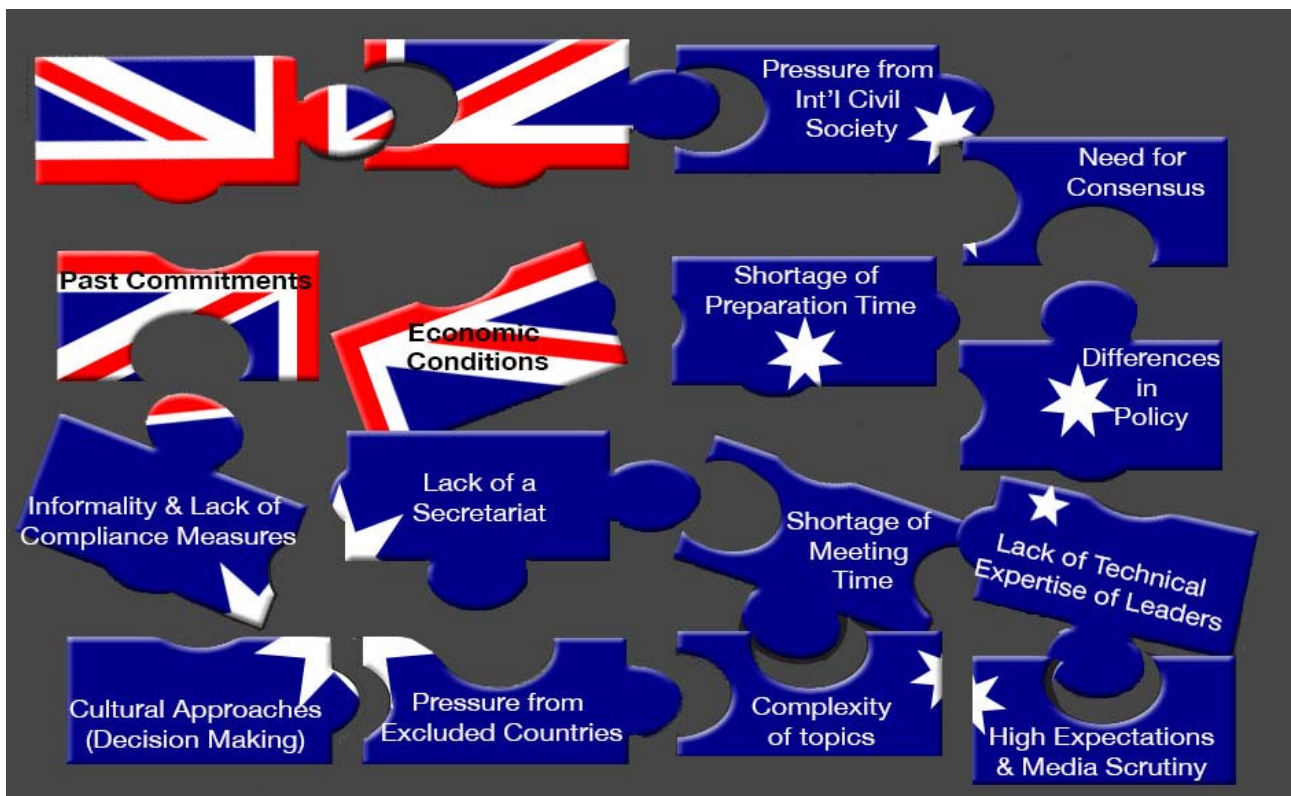 Pressure from
Int'l Civil
Society
Need for
Consensus
Past Commitments
Economic
Conditions
Shortage of
Preparation Time
Differences
in
Policy
Informality & Lack of
Compliance Measures
Lack of a
Secretariat
Shortage of
Meeting
Time
Lack of Technical
Expertise of Leaders
Cultural Approaches
(Decision Making)
Pressure from
Excluded Countries
Complexity
of topics
High Expectations
& Media Scrutiny